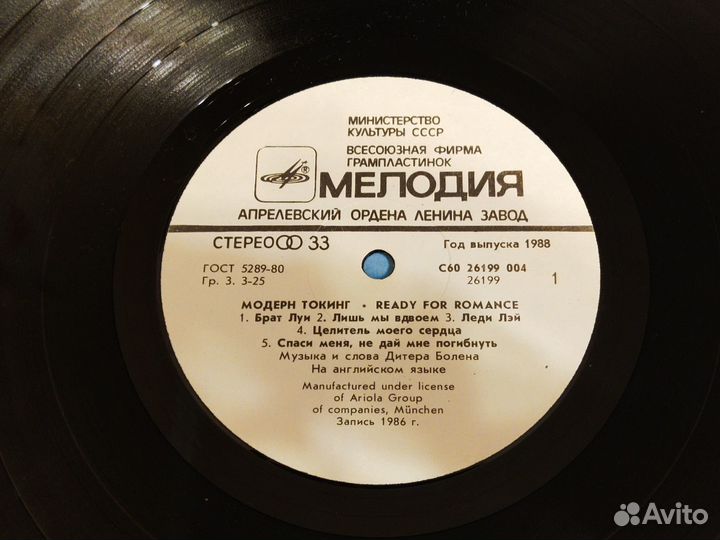 МИНИСТЕРСТВО
КУЛЬТУРЫ СССР
ВСЕСОЮЗНАЯ ФИРМА
ГРАМПЛАСТИНОК
МЕЛОДИЯ
АПРЕЛЕВСКИЙ ОРДЕНА ЛЕНИНА ЗАВОД
СТЕРЕО 33
Год выпуска 1988
ГОСТ 5289-80
С60 26199 004
Гр. 3. 3-25
26199
1
МОДЕРН ТОКИНГ • READY FOR ROMANCE
1. Брат Луи 2. Лишь мы вдвоем 3. Леди Лэй
4. Целитель моего сердца
5. Спаси меня, не дай мне погибнуть
Музыка и слова Дитера Болена
На английском языке
Manufactured under license
of Ariola Group
of companies, München
Запись 1986 г.
Avito